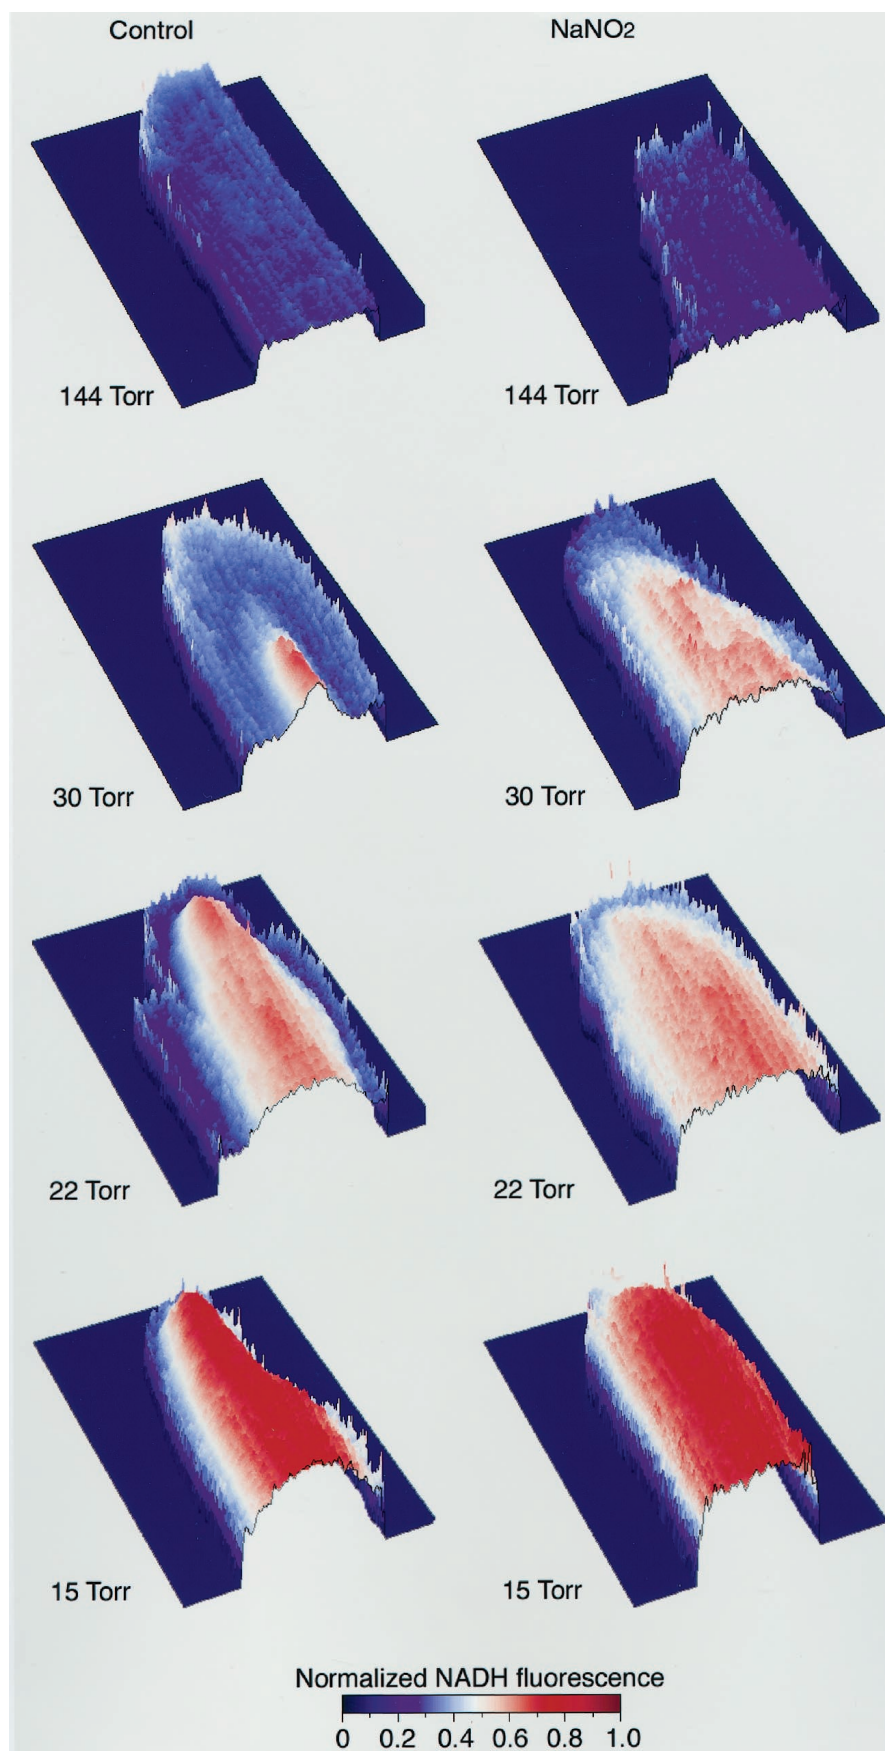 Control NaNO2
144 Torr 144 Torr
30 Torr 30 Torr
22 Torr 22 Torr
15 Torr 15 Torr
Normalized NADH fluorescence
0 0.2 0.4 0.6 0.8 1.0